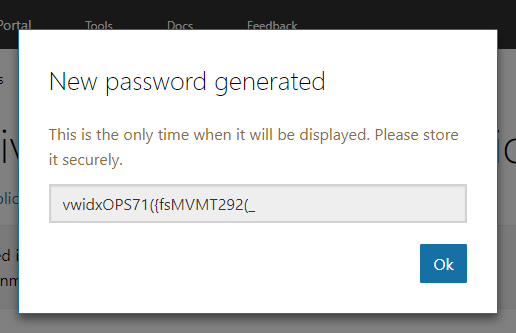 Portal Tools Docs Feedback
New password generated
This is the only time when it will be displayed. Please store
it securely.
vwidxOPS71({fsMVMT292(_
Ok